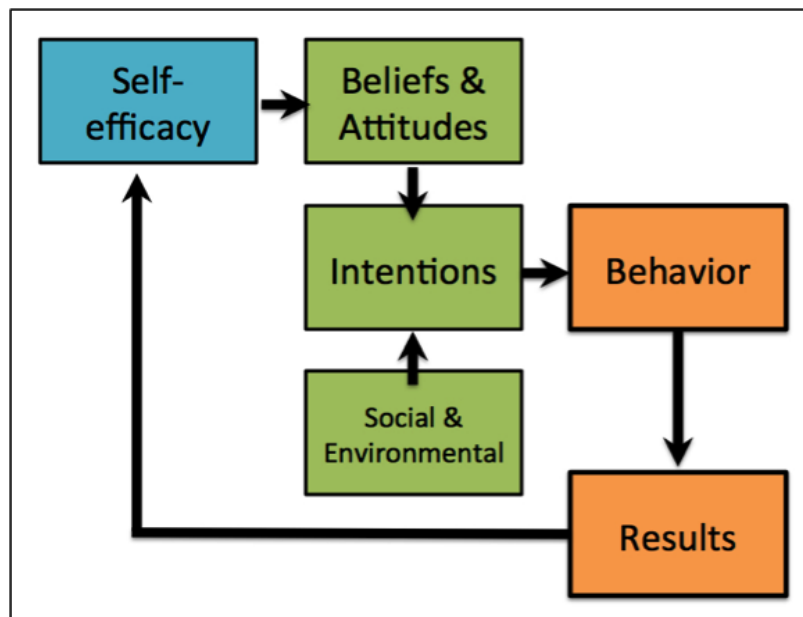 Self-
efficacy
Beliefs &
Attitudes
Intentions
Behavior
Social &
Environmental
Results